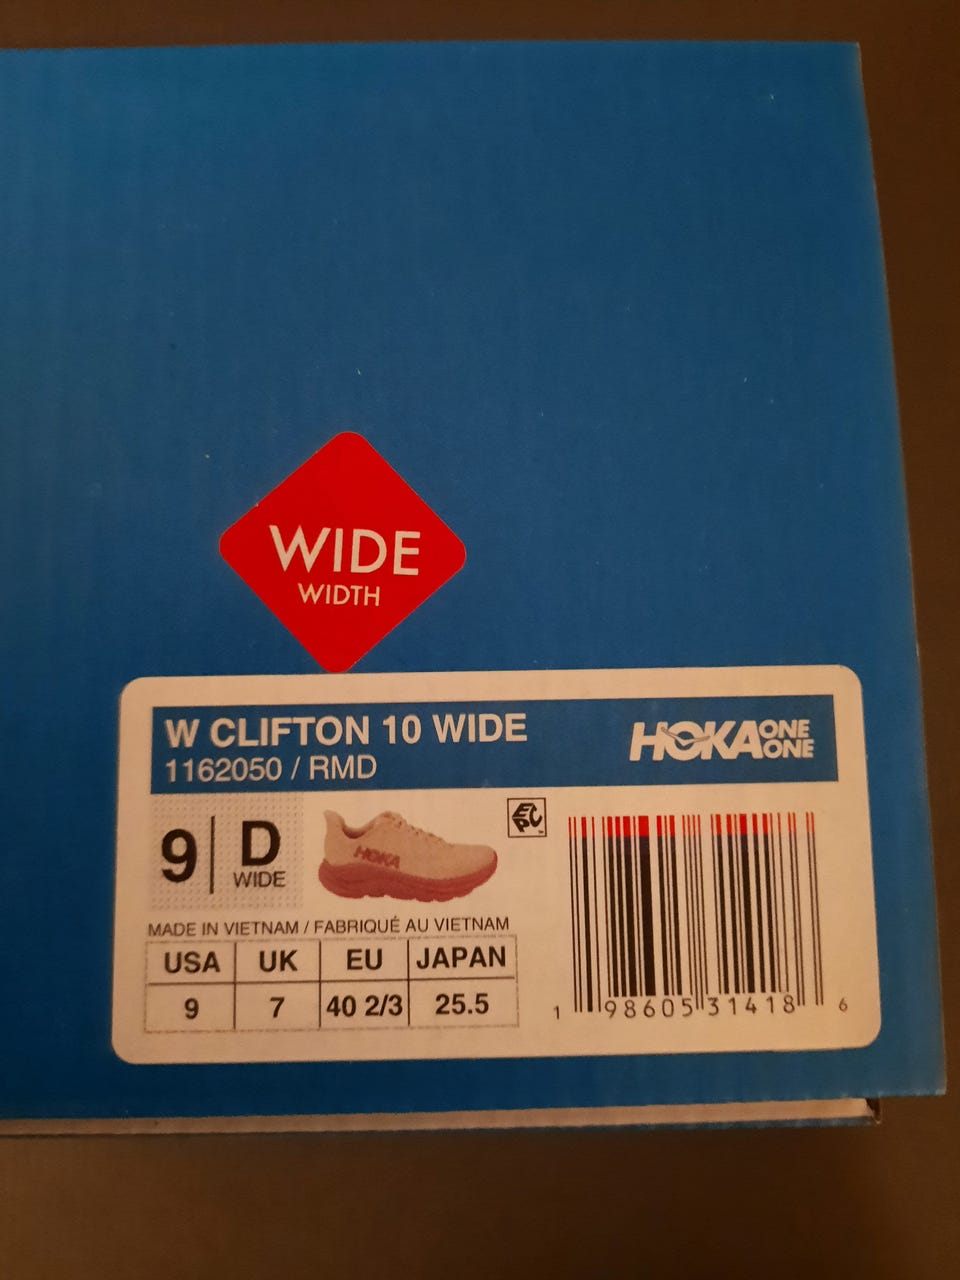 WIDE
WIDTH
W CLIFTON 10 WIDE
1162050 / RMD
HOKA ONE ONE
9 D
WIDE
HOKA
EPC™
MADE IN VIETNAM / FABRIQUÉ AU VIETNAM
USA UK EU JAPAN
9 7 40 2/3 25.5
1 98605 31418 6